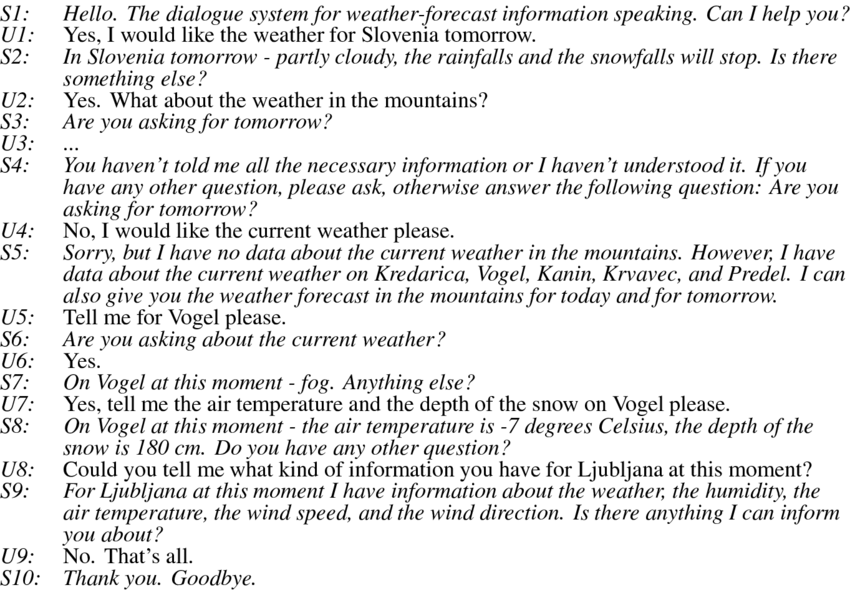 S1: Hello. The dialogue system for weather-forecast information speaking. Can I help you?
U1: Yes, I would like the weather for Slovenia tomorrow.
S2: In Slovenia tomorrow - partly cloudy, the rainfalls and the snowfalls will stop. Is there
something else?
U2: Yes. What about the weather in the mountains?
S3: Are you asking for tomorrow?
U3: ...
S4: You haven't told me all the necessary information or I haven't understood it. If you
have any other question, please ask, otherwise answer the following question: Are you
asking for tomorrow?
U4: No, I would like the current weather please.
S5: Sorry, but I have no data about the current weather in the mountains. However, I have
data about the current weather on Kredarica, Vogel, Kanin, Krvavec, and Predel. I can
also give you the weather forecast in the mountains for today and for tomorrow.
U5: Tell me for Vogel please.
S6: Are you asking about the current weather?
U6: Yes.
S7: On Vogel at this moment - fog. Anything else?
U7: Yes, tell me the air temperature and the depth of the snow on Vogel please.
S8: On Vogel at this moment - the air temperature is -7 degrees Celsius, the depth of the
snow is 180 cm. Do you have any other question?
U8: Could you tell me what kind of information you have for Ljubljana at this moment?
S9: For Ljubljana at this moment I have information about the weather, the humidity, the
air temperature, the wind speed, and the wind direction. Is there anything I can inform
you about?
U9: No. That's all.
S10: Thank you. Goodbye.